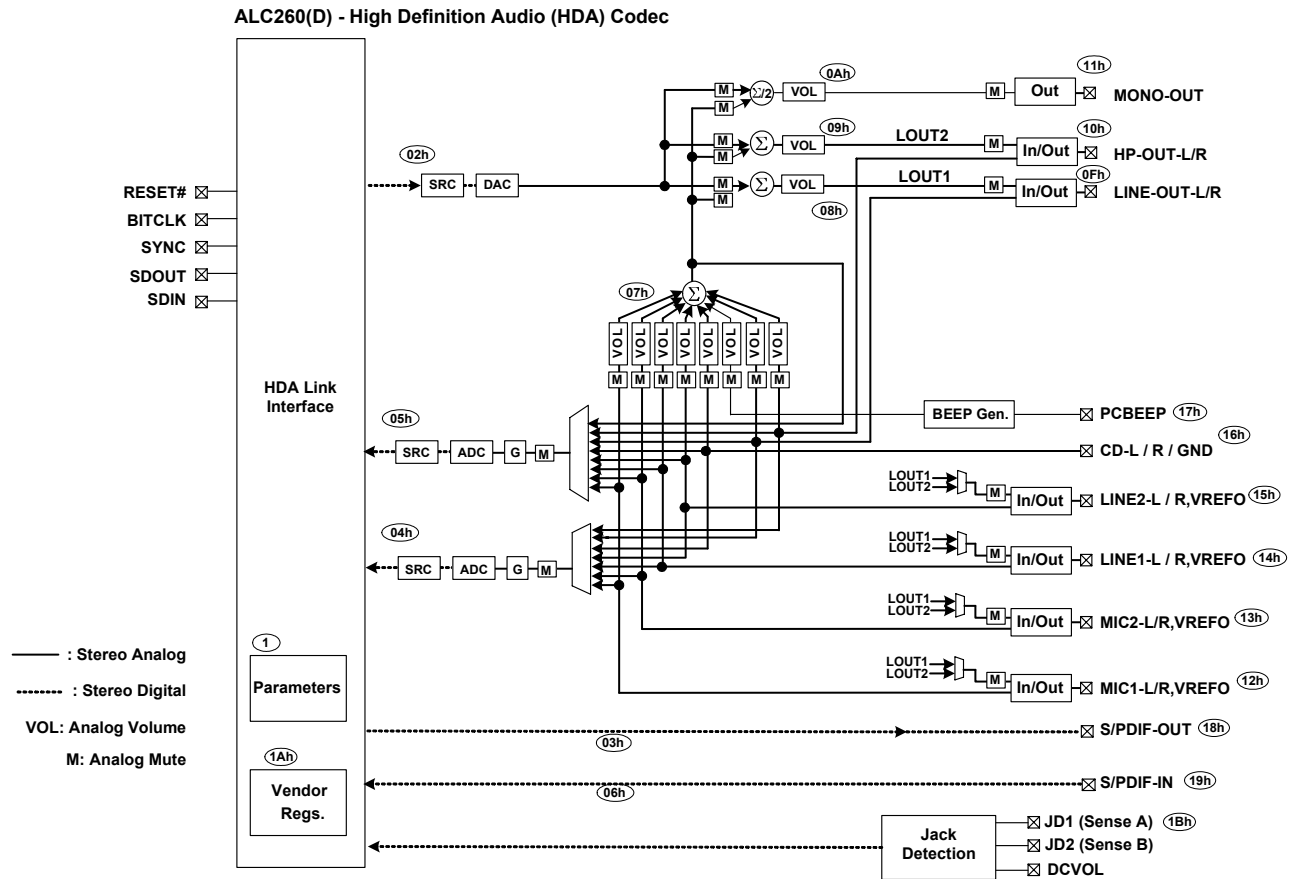 ALC260(D) - High Definition Audio (HDA) Codec
0Ah
11h
M
Σ/2
VOL
M
Out
MONO-OUT
M
09h
LOUT2
10h
M
Σ
VOL
M
In/Out
HP-OUT-L/R
M
02h
SRC
DAC
LOUT1
0Fh
M
Σ
VOL
M
In/Out
LINE-OUT-L/R
M
08h
RESET#
BITCLK
SYNC
SDOUT
SDIN
07h
Σ
VOL VOL VOL VOL VOL VOL VOL VOL
M M M M M M M M
HDA Link
Interface
BEEP Gen.
PCBEEP 17h
05h
SRC
ADC
G
M
CD-L / R / GND 16h
LOUT1
LOUT2
M
In/Out
LINE2-L / R,VREFO 15h
04h
SRC
ADC
G
M
LOUT1
LOUT2
M
In/Out
LINE1-L / R,VREFO 14h
LOUT1
LOUT2
M
In/Out
MIC2-L/R,VREFO 13h
LOUT1
LOUT2
M
In/Out
MIC1-L/R,VREFO 12h
1
Parameters
: Stereo Analog
: Stereo Digital
VOL: Analog Volume
M: Analog Mute
03h
S/PDIF-OUT 18h
1Ah
Vendor
Regs.
06h
S/PDIF-IN 19h
Jack
Detection
JD1 (Sense A) 1Bh
JD2 (Sense B)
DCVOL